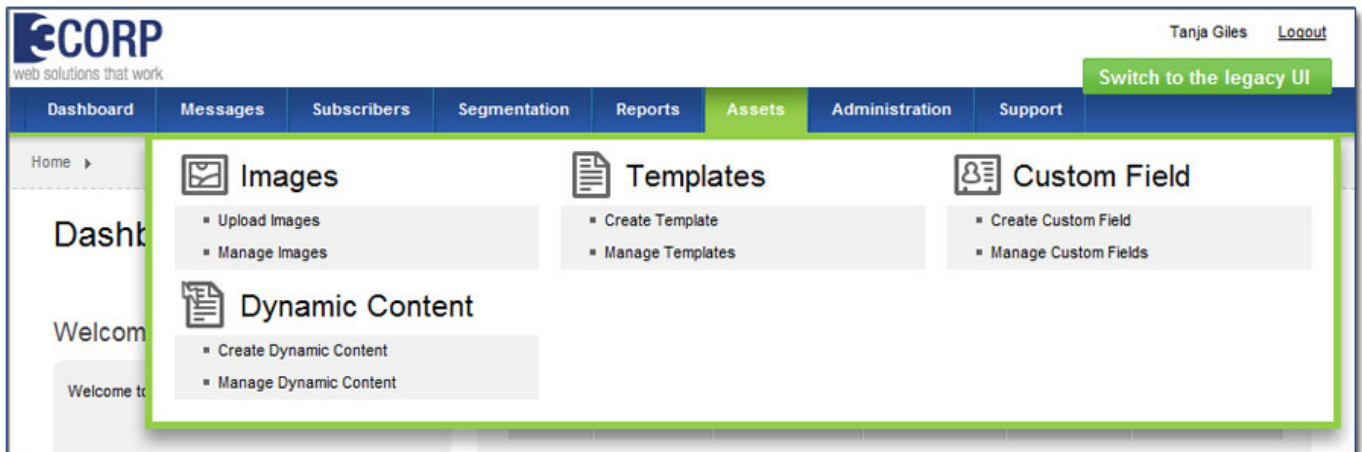 D3CORP
web solutions that work
Tanja Giles Logout
Switch to the legacy UI
Dashboard Messages Subscribers Segmentation Reports Assets Administration Support
Home
Images Templates Custom Field
Upload Images Create Template Create Custom Field
Manage Images Manage Templates Manage Custom Fields
Dynamic Content
Create Dynamic Content
Manage Dynamic Content
Dashb
Welcom
Welcome to